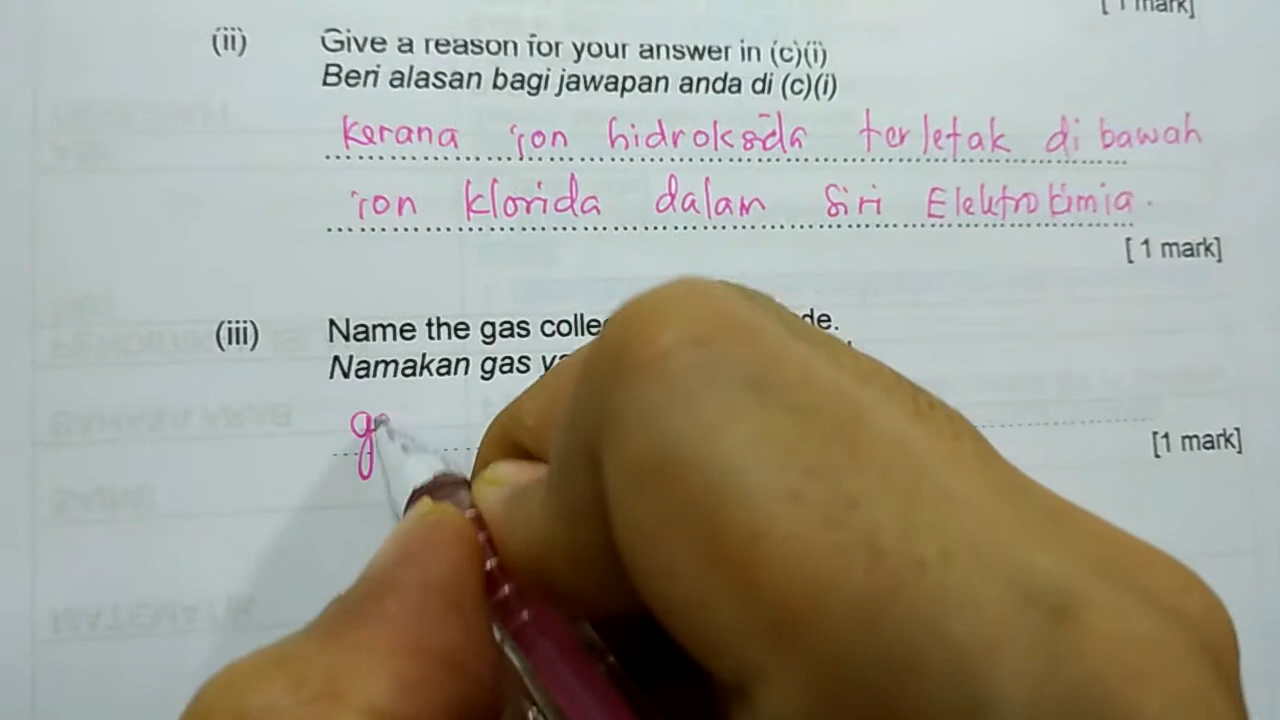 [ 1 mark]
(ii) Give a reason for your answer in (c)(i)
Beri alasan bagi jawapan anda di (c)(i)
kerana ion hidroksida terletak di bawah
ion klorida dalam Siri Elektrokimia.
[ 1 mark]
(iii) Name the gas
Namakan gas
[1 mark]